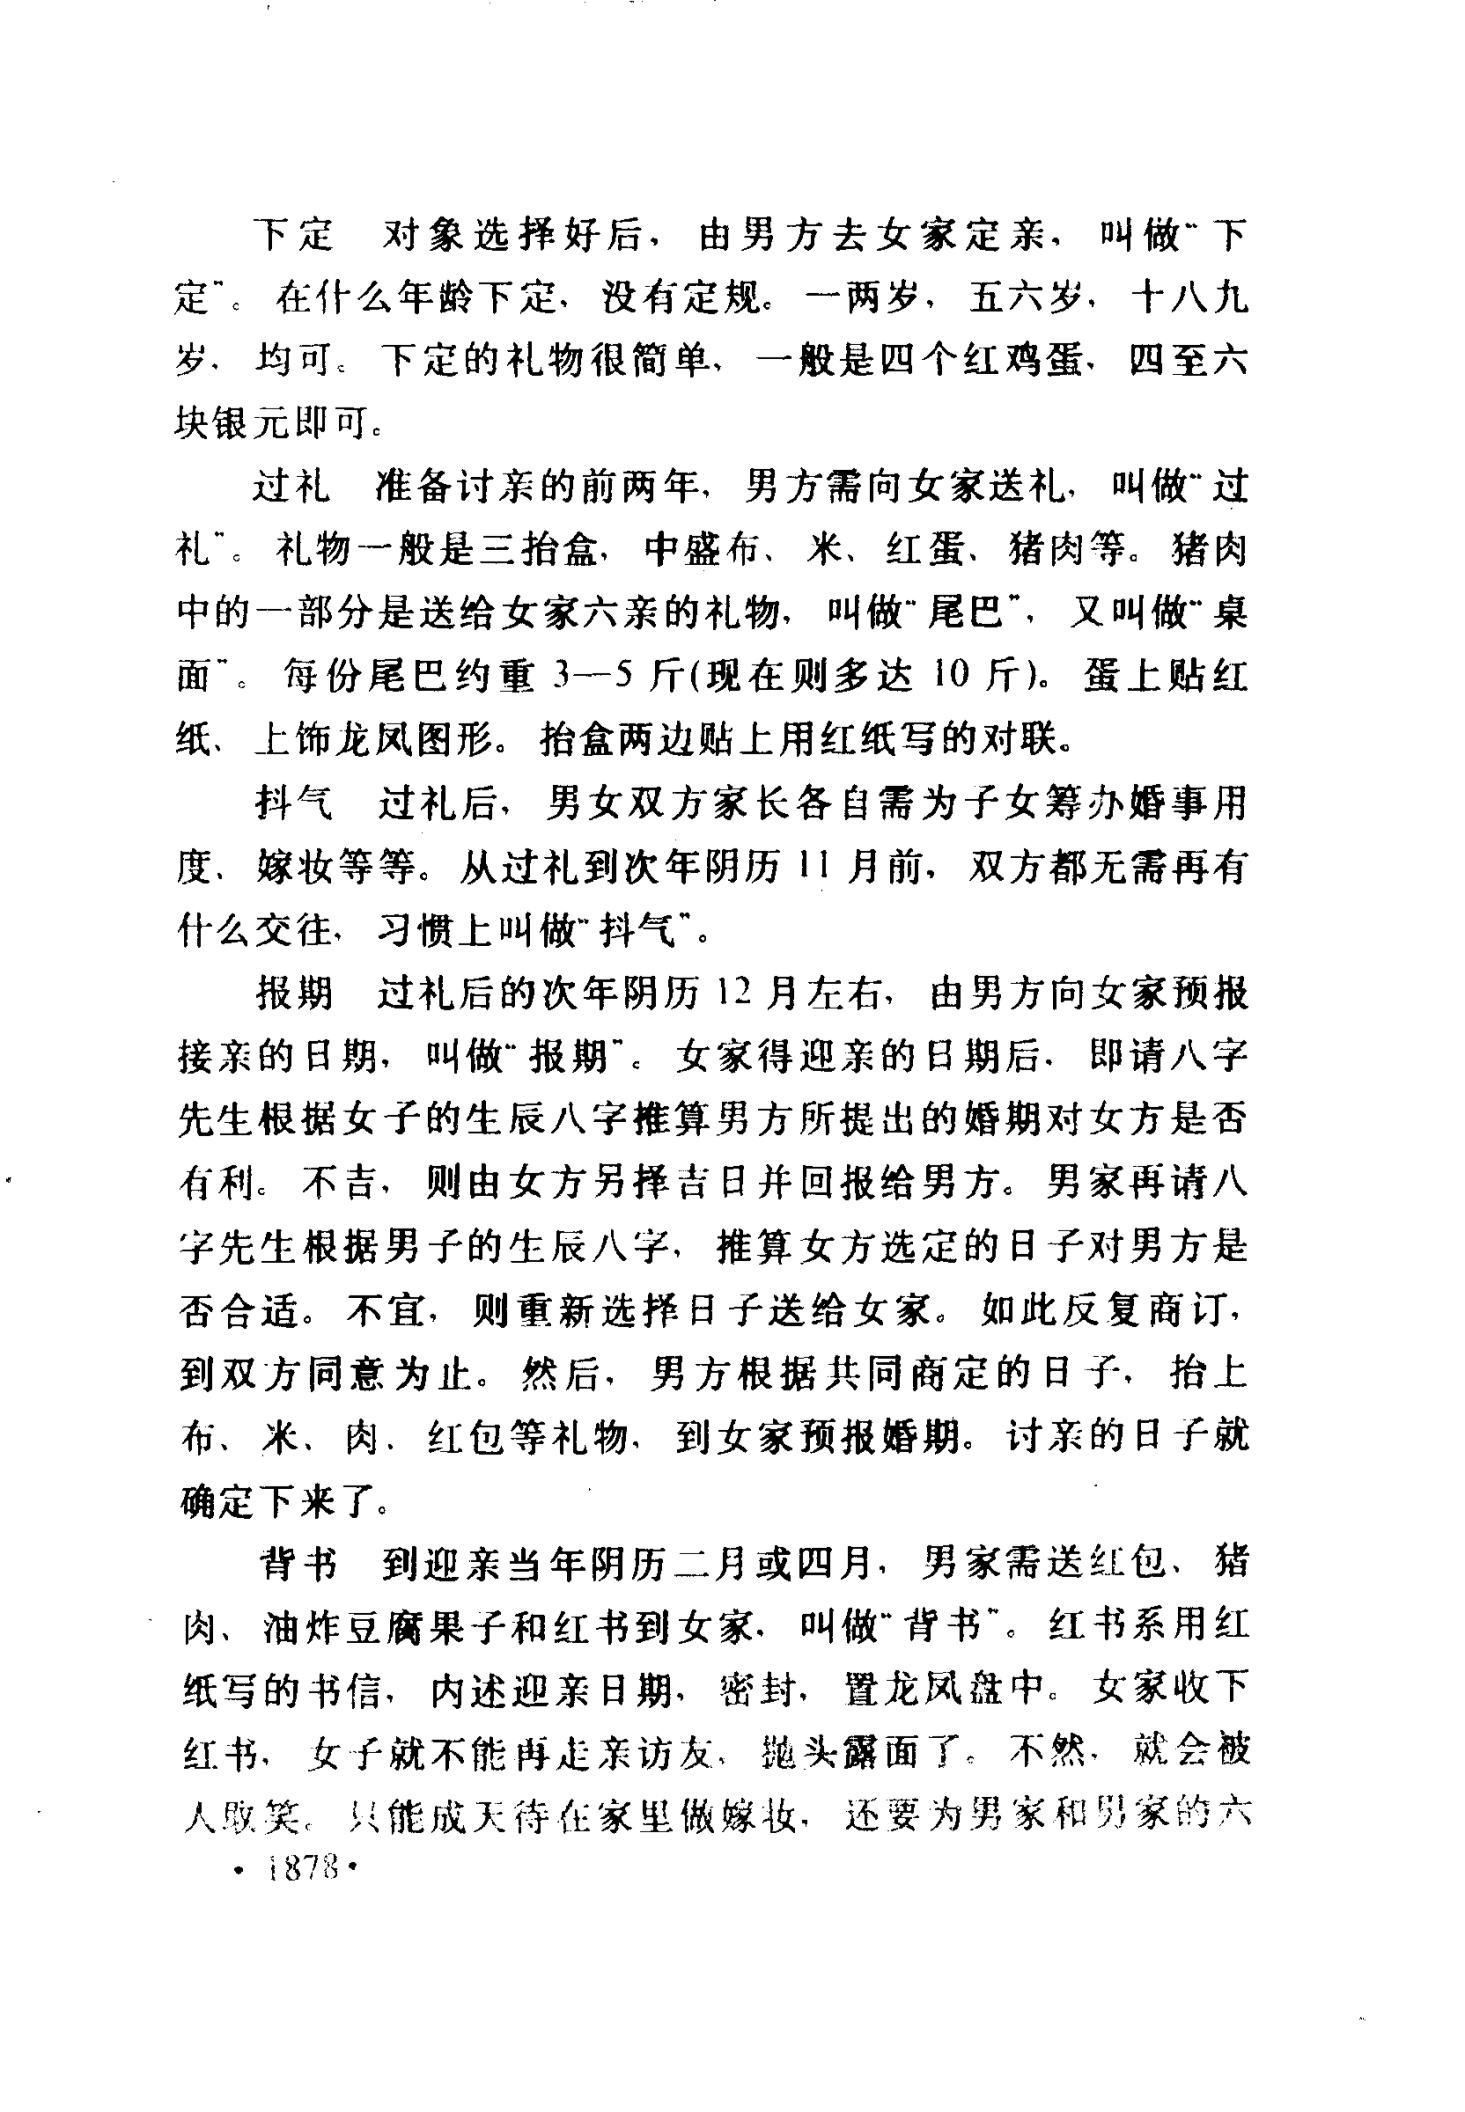 下定　对象选择好后，由男方去女家定亲，叫做“下
定”。在什么年龄下定，没有定规。一两岁，五六岁，十八九
岁，均可。下定的礼物很简单，一般是四个红鸡蛋，四至六
块银元即可。
过礼　准备讨亲的前两年，男方需向女家送礼，叫做“过
礼”。礼物一般是三抬盒，中盛布、米、红蛋、猪肉等。猪肉
中的一部分是送给女家六亲的礼物，叫做“尾巴”，又叫做“桌
面”。每份尾巴约重 3—5 斤(现在则多达 10 斤)。蛋上贴红
纸、上饰龙凤图形。抬盒两边贴上用红纸写的对联。
抖气　过礼后，男女双方家长各自需为子女筹办婚事用
度、嫁妆等等。从过礼到次年阴历 11 月前，双方都无需再有
什么交往，习惯上叫做“抖气”。
报期　过礼后的次年阴历 12 月左右，由男方向女家预报
接亲的日期，叫做“报期”。女家得迎亲的日期后，即请八字
先生根据女子的生辰八字推算男方所提出的婚期对女方是否
有利。不吉，则由女方另择吉日并回报给男方。男家再请八
字先生根据男子的生辰八字，推算女方选定的日子对男方是
否合适。不宜，则重新选择日子送给女家。如此反复商订，
到双方同意为止。然后，男方根据共同商定的日子，抬上
布、米、肉、红包等礼物，到女家预报婚期。讨亲的日子就
确定下来了。
背书　到迎亲当年阴历二月或四月，男家需送红包、猪
肉、油炸豆腐果子和红书到女家，叫做“背书”。红书系用红
纸写的书信，内述迎亲日期，密封，置龙凤盘中。女家收下
红书，女子就不能再走亲访友，抛头露面了。不然，就会被
人耻笑。只能成天待在家里做嫁妆，还要为男家和男家的六
• 1878 •